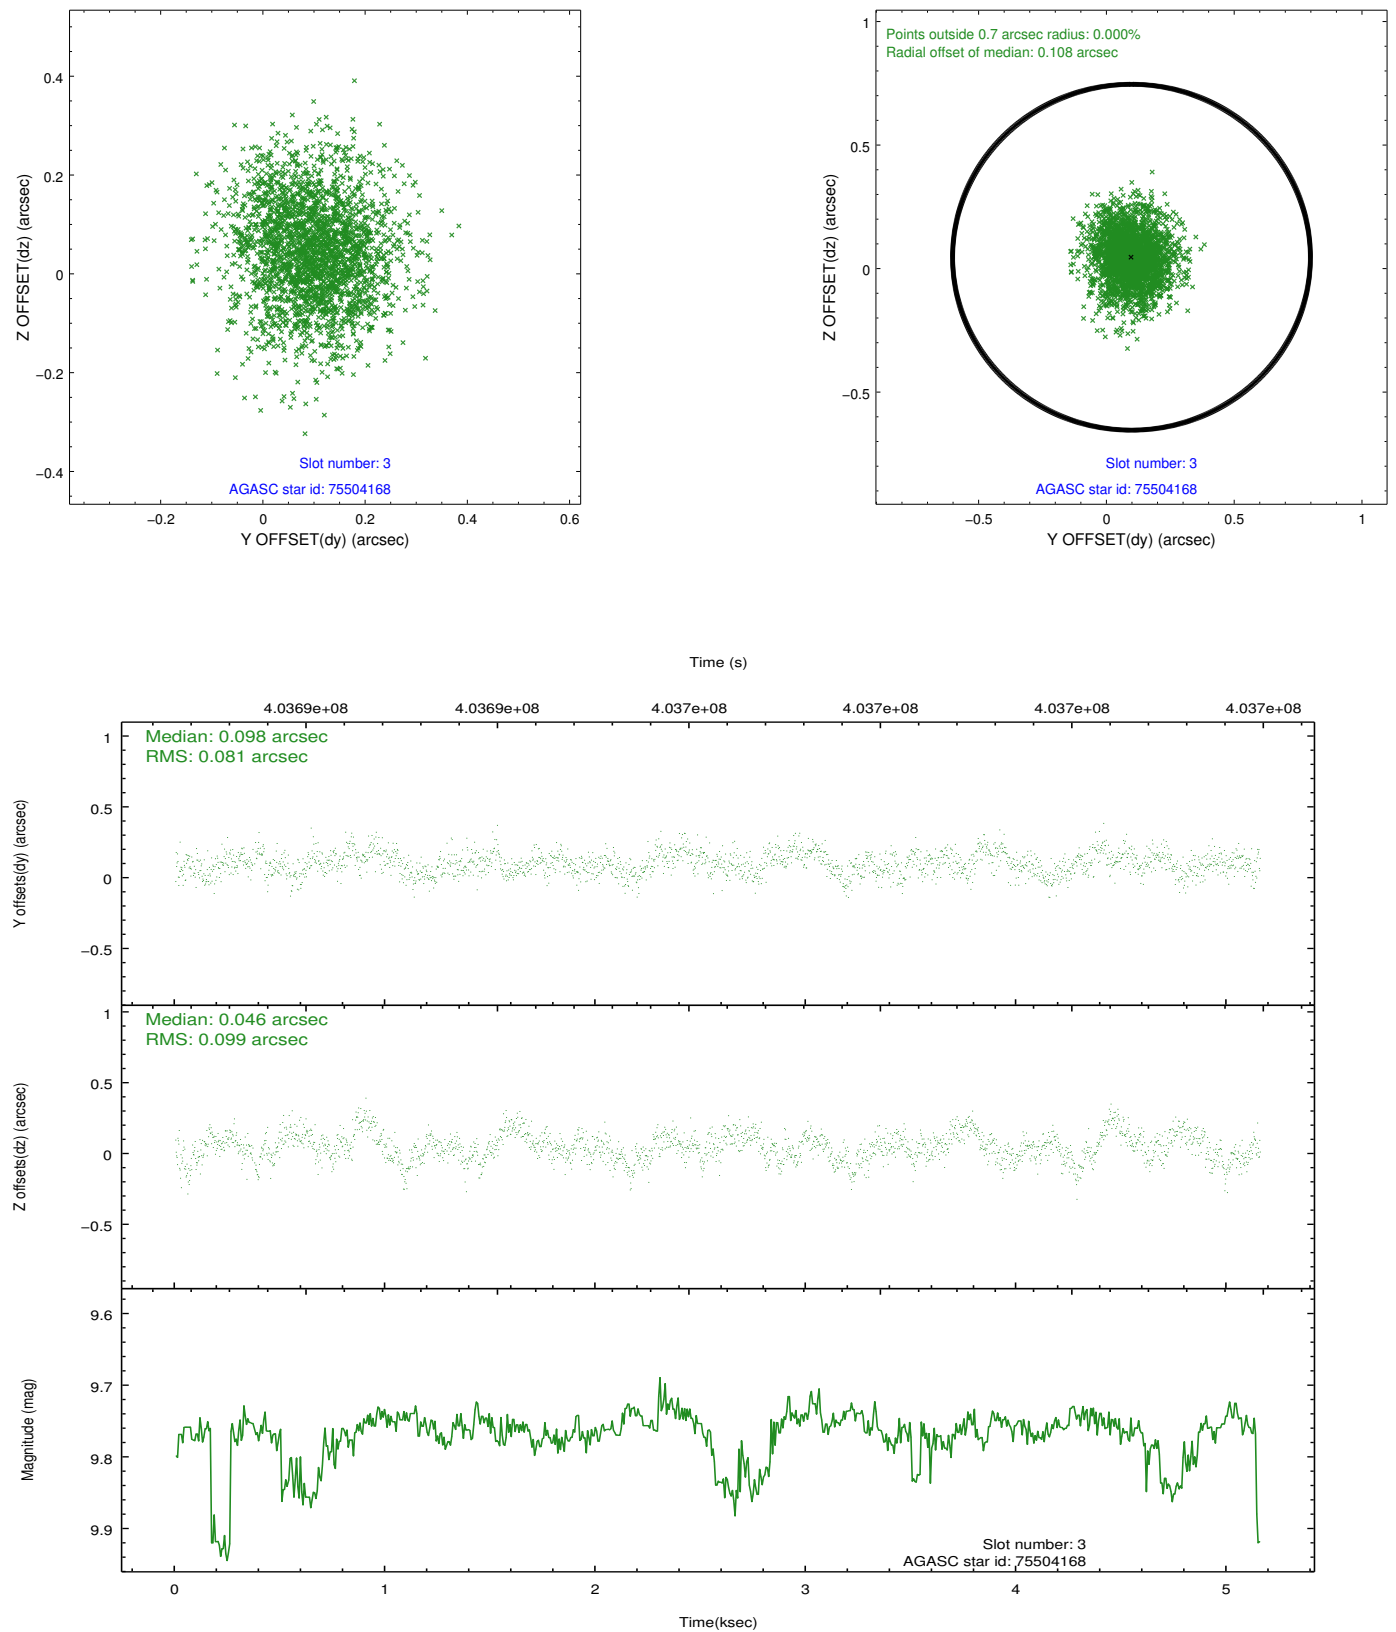 0.4
0.2
0
−0.2
−0.4
Z OFFSET(dz) (arcsec)
Slot number: 3
AGASC star id: 75504168
−0.2 0 0.2 0.4 0.6
Y OFFSET(dy) (arcsec)
Points outside 0.7 arcsec radius: 0.000%
Radial offset of median: 0.108 arcsec
1
0.5
0
−0.5
Z OFFSET(dz) (arcsec)
Slot number: 3
AGASC star id: 75504168
−0.5 0 0.5 1
Y OFFSET(dy) (arcsec)
Time (s)
4.0369e+08 4.0369e+08 4.037e+08 4.037e+08 4.037e+08 4.037e+08
Median: 0.098 arcsec
RMS: 0.081 arcsec
1
0.5
0
−0.5
Y offsets(dy) (arcsec)
Median: 0.046 arcsec
RMS: 0.099 arcsec
1
0.5
0
−0.5
Z offsets(dz) (arcsec)
9.6
9.7
9.8
9.9
Magnitude (mag)
Slot number: 3
AGASC star id: 75504168
0 1 2 3 4 5
Time(ksec)